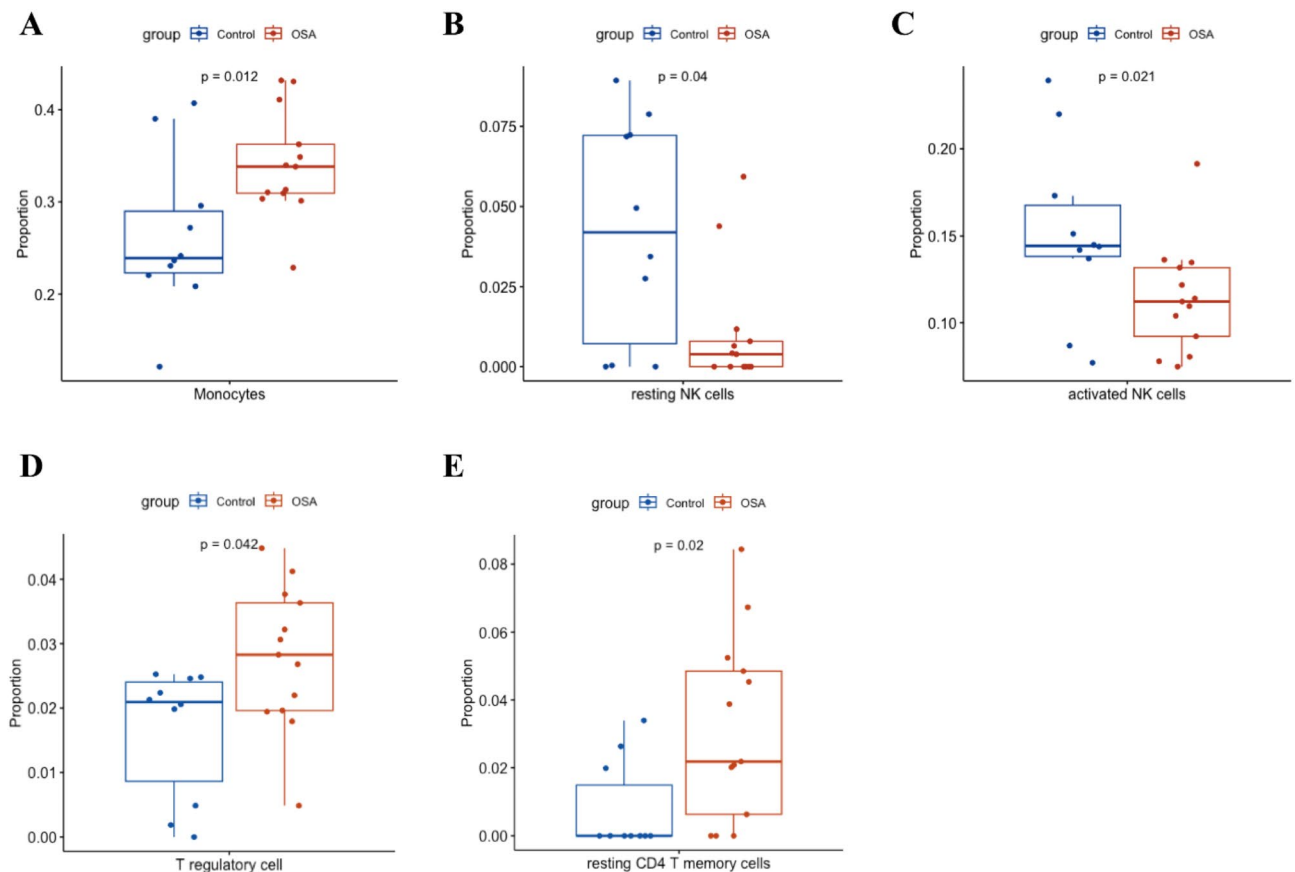 A
group Control OSA
p = 0.012
0.4
0.3
0.2
Proportion
Monocytes
B
group Control OSA
p = 0.04
0.075
0.050
0.025
0.000
Proportion
resting NK cells
C
group Control OSA
p = 0.021
0.20
0.15
0.10
Proportion
activated NK cells
D
group Control OSA
p = 0.042
0.04
0.03
0.02
0.01
0.00
Proportion
T regulatory cell
E
group Control OSA
p = 0.02
0.08
0.06
0.04
0.02
0.00
Proportion
resting CD4 T memory cells